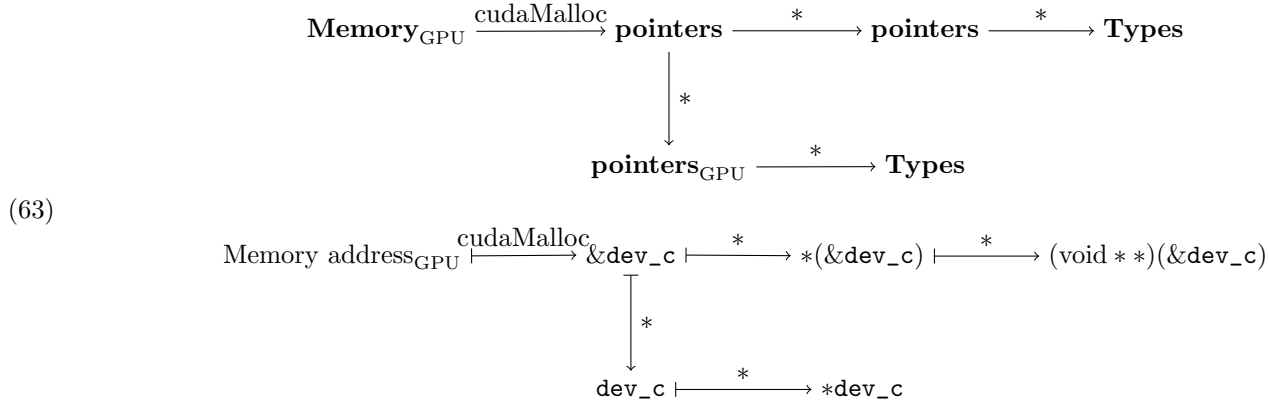 Memory_GPU cudaMalloc pointers * pointers * Types
*
pointers_GPU * Types
(63)
Memory address_GPU cudaMalloc &dev_c * *(&dev_c) * (void * *)(&dev_c)
*
dev_c * *dev_c